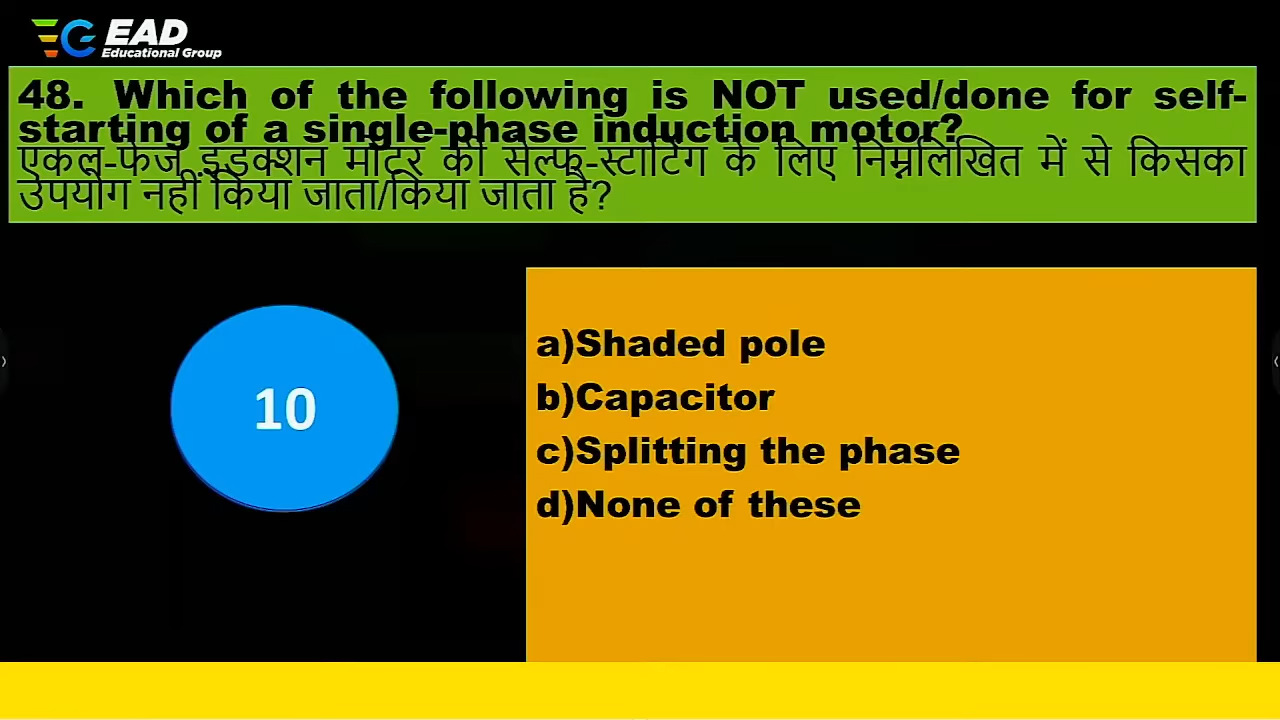 EAD
Educational Group
48. Which of the following is NOT used/done for self-
starting of a single-phase induction motor?
एकल-फेज इंडक्शन मोटर की सेल्फ-स्टार्टिंग के लिए निम्नलिखित में से किसका
उपयोग नहीं किया जाता/किया जाता है?
10
a)Shaded pole
b)Capacitor
c)Splitting the phase
d)None of these